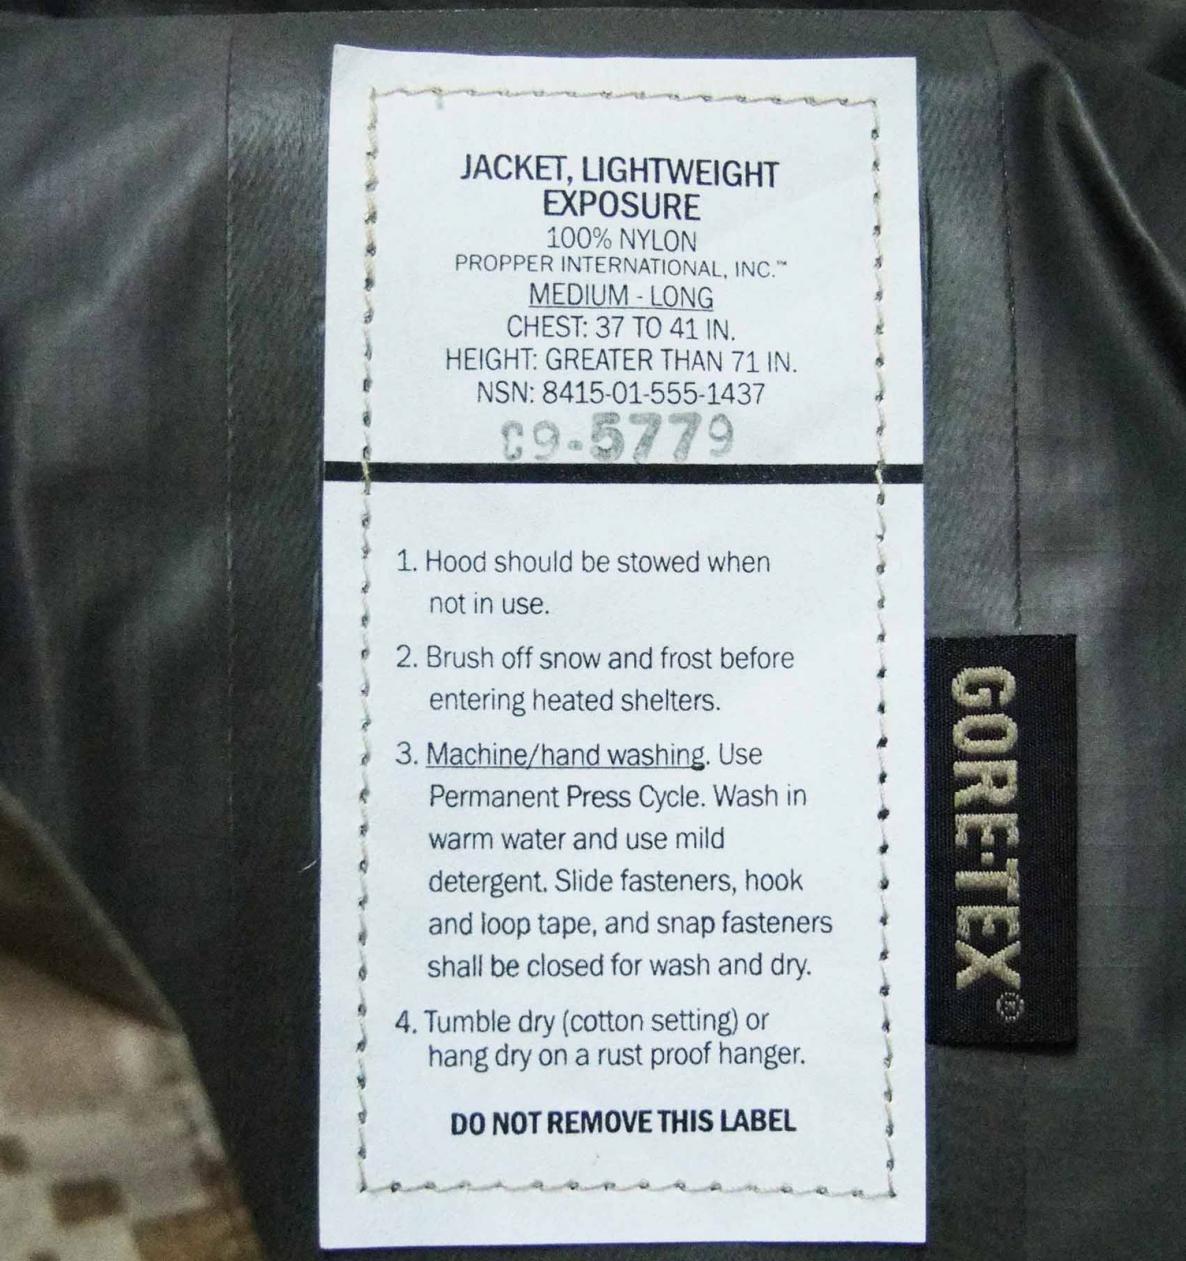 JACKET, LIGHTWEIGHT
EXPOSURE
100% NYLON
PROPPER INTERNATIONAL, INC.™
MEDIUM - LONG
CHEST: 37 TO 41 IN.
HEIGHT: GREATER THAN 71 IN.
NSN: 8415-01-555-1437
C9-5779
1. Hood should be stowed when
not in use.
2. Brush off snow and frost before
entering heated shelters.
3. Machine/hand washing. Use
Permanent Press Cycle. Wash in
warm water and use mild
detergent. Slide fasteners, hook
and loop tape, and snap fasteners
shall be closed for wash and dry.
4. Tumble dry (cotton setting) or
hang dry on a rust proof hanger.
DO NOT REMOVE THIS LABEL
GORE-TEX®